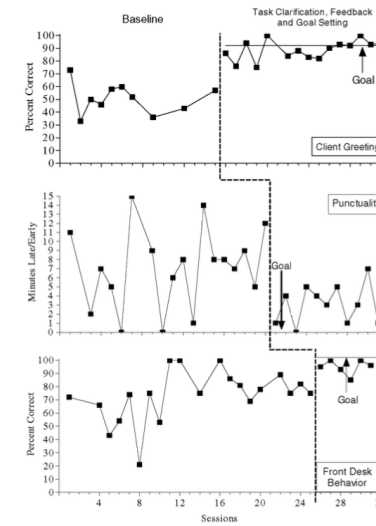 Baseline
Task Clarification, Feedback
and Goal Setting
Percent Correct
100
90
80
70
60
50
40
30
20
10
0
Goal
Client Greeting
Minutes Late/Early
15
14
13
12
11
10
9
8
7
6
5
4
3
2
1
0
Goal
Punctualit
Percent Correct
100
90
80
70
60
50
40
30
20
10
0
Goal
Front Desk
Behavior
4 8 12 16 20 24 28
Sessions